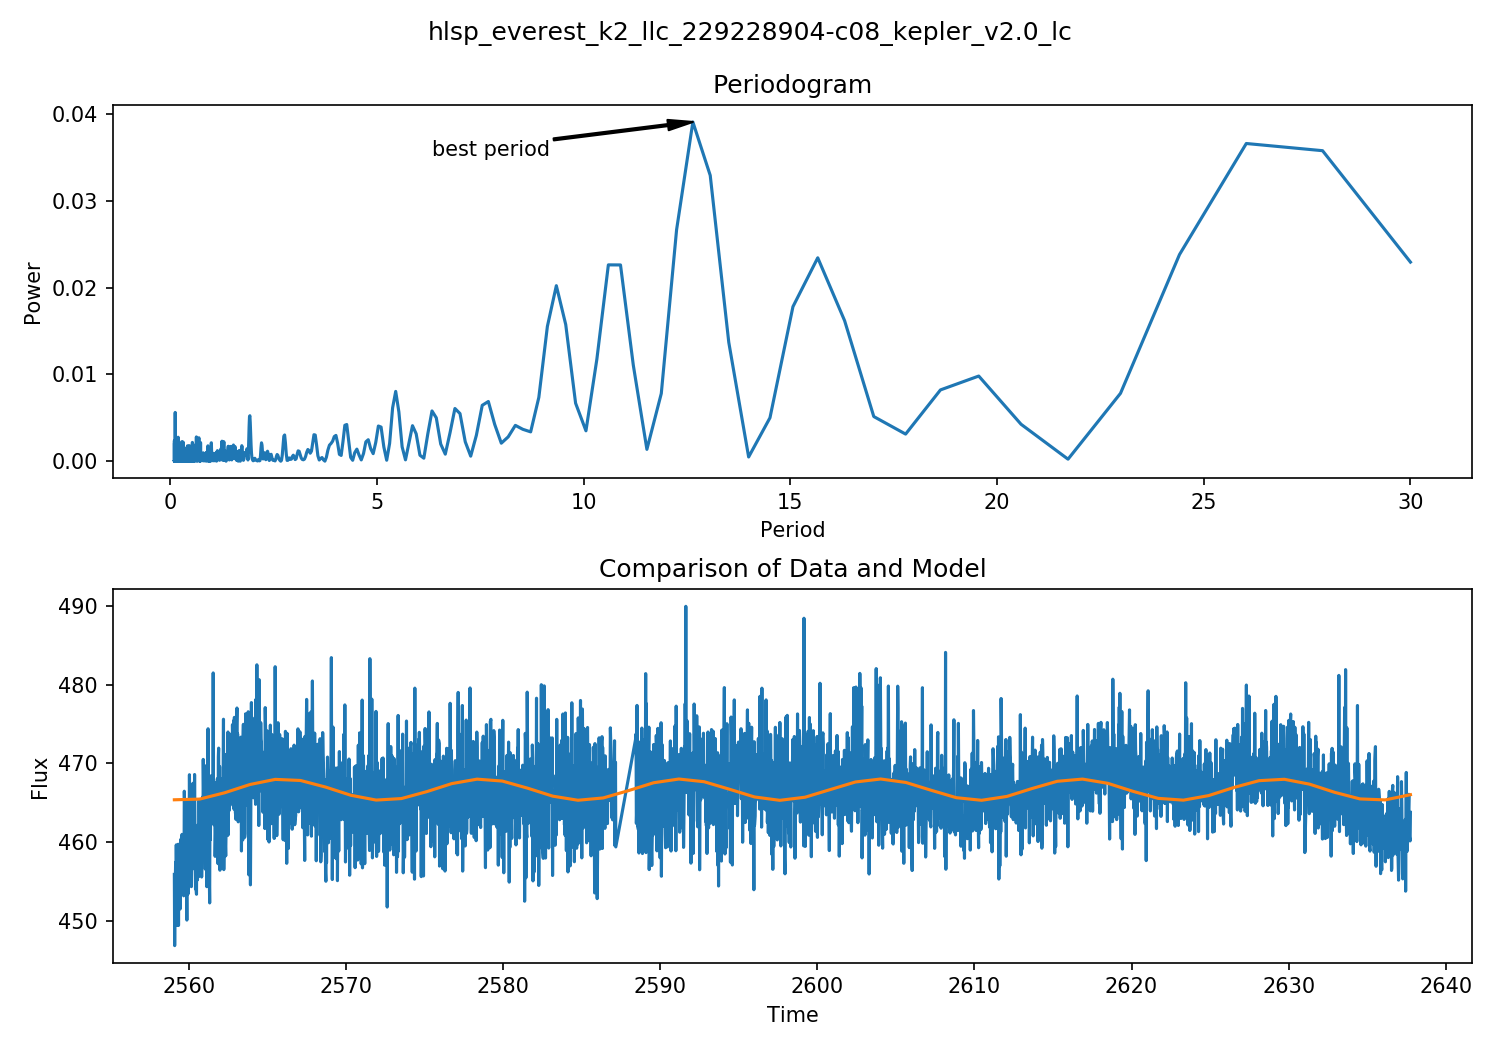 hlsp_everest_k2_llc_229228904-c08_kepler_v2.0_lc
Periodogram
0.04
0.03
0.02
0.01
0.00
Power
best period
0 5 10 15 20 25 30
Period
Comparison of Data and Model
490
480
470
460
450
Flux
2560 2570 2580 2590 2600 2610 2620 2630 2640
Time